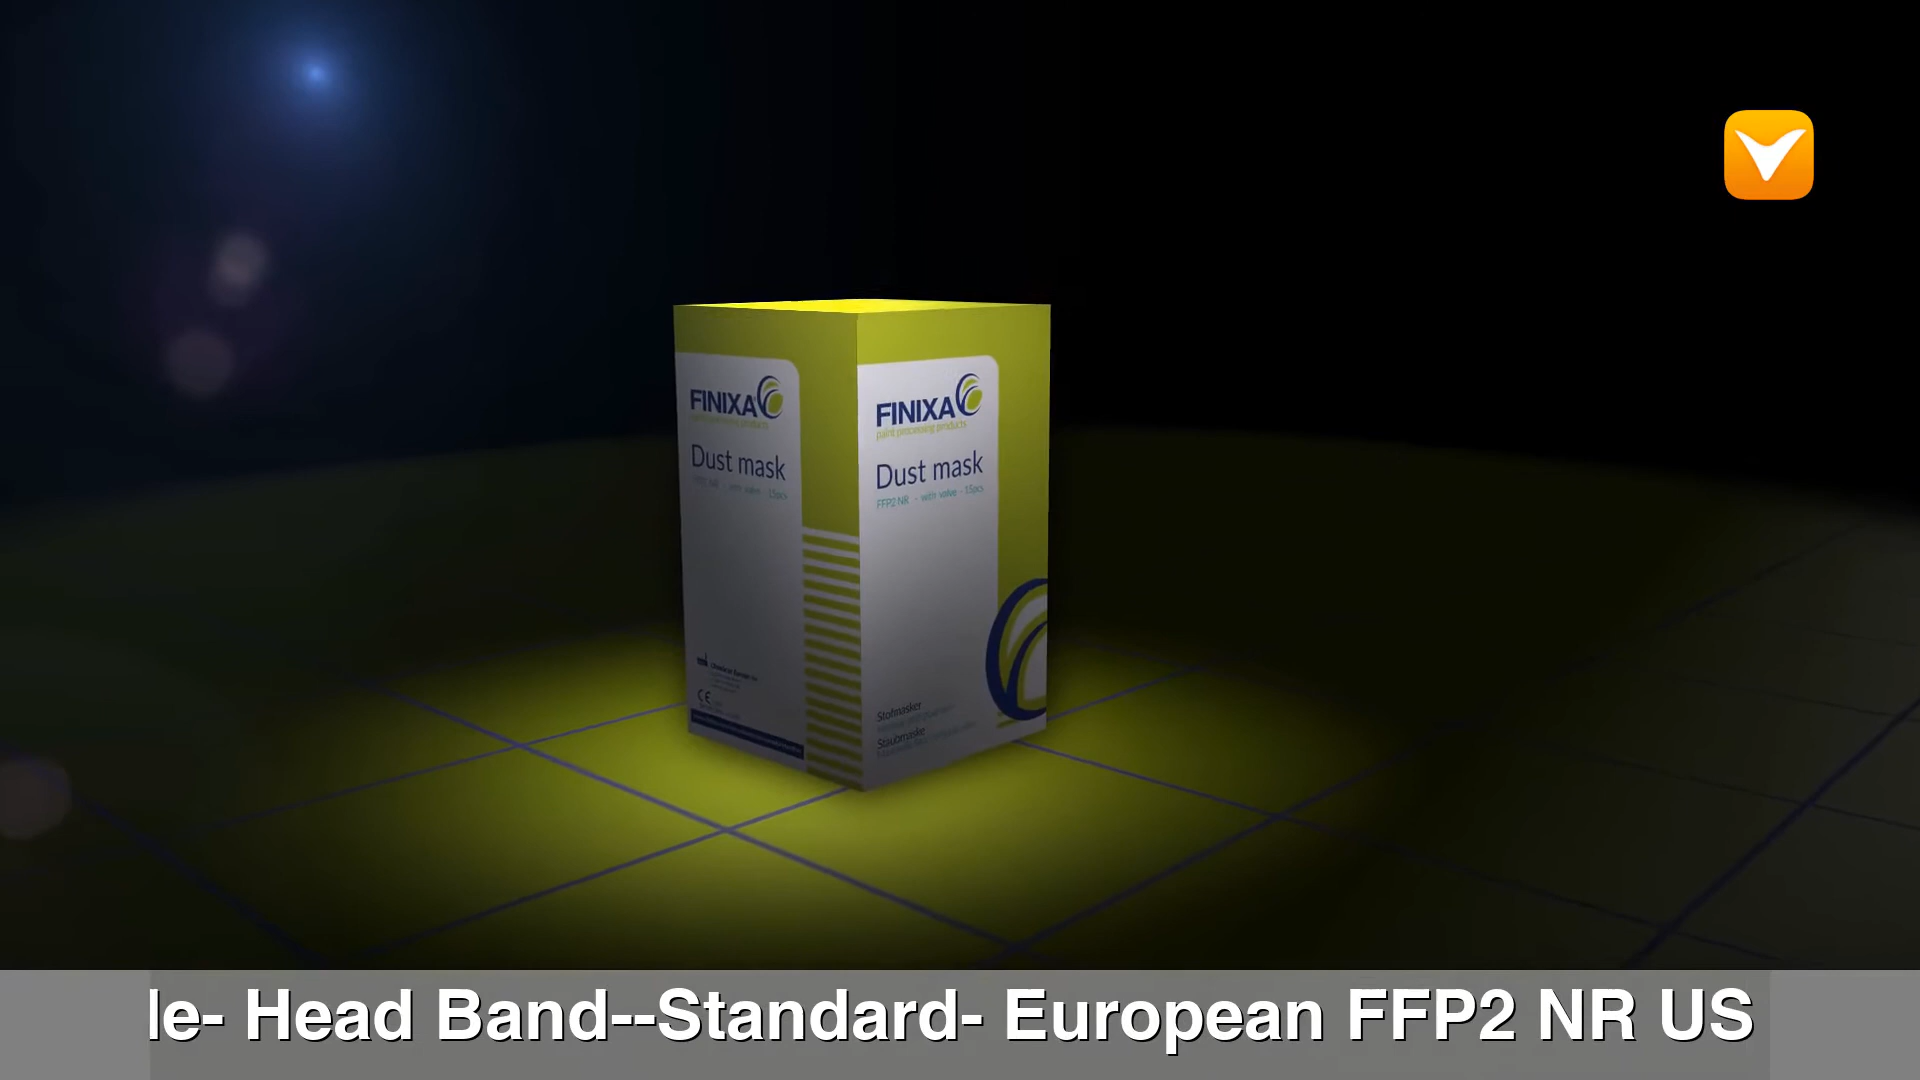 FINIXA
Dust mask
FINIXA
paint processing products
Dust mask
FFP2 NR - with valve - 15pcs
CE
Stofmasker
Staubmaske
le- Head Band--Standard- European FFP2 NR US